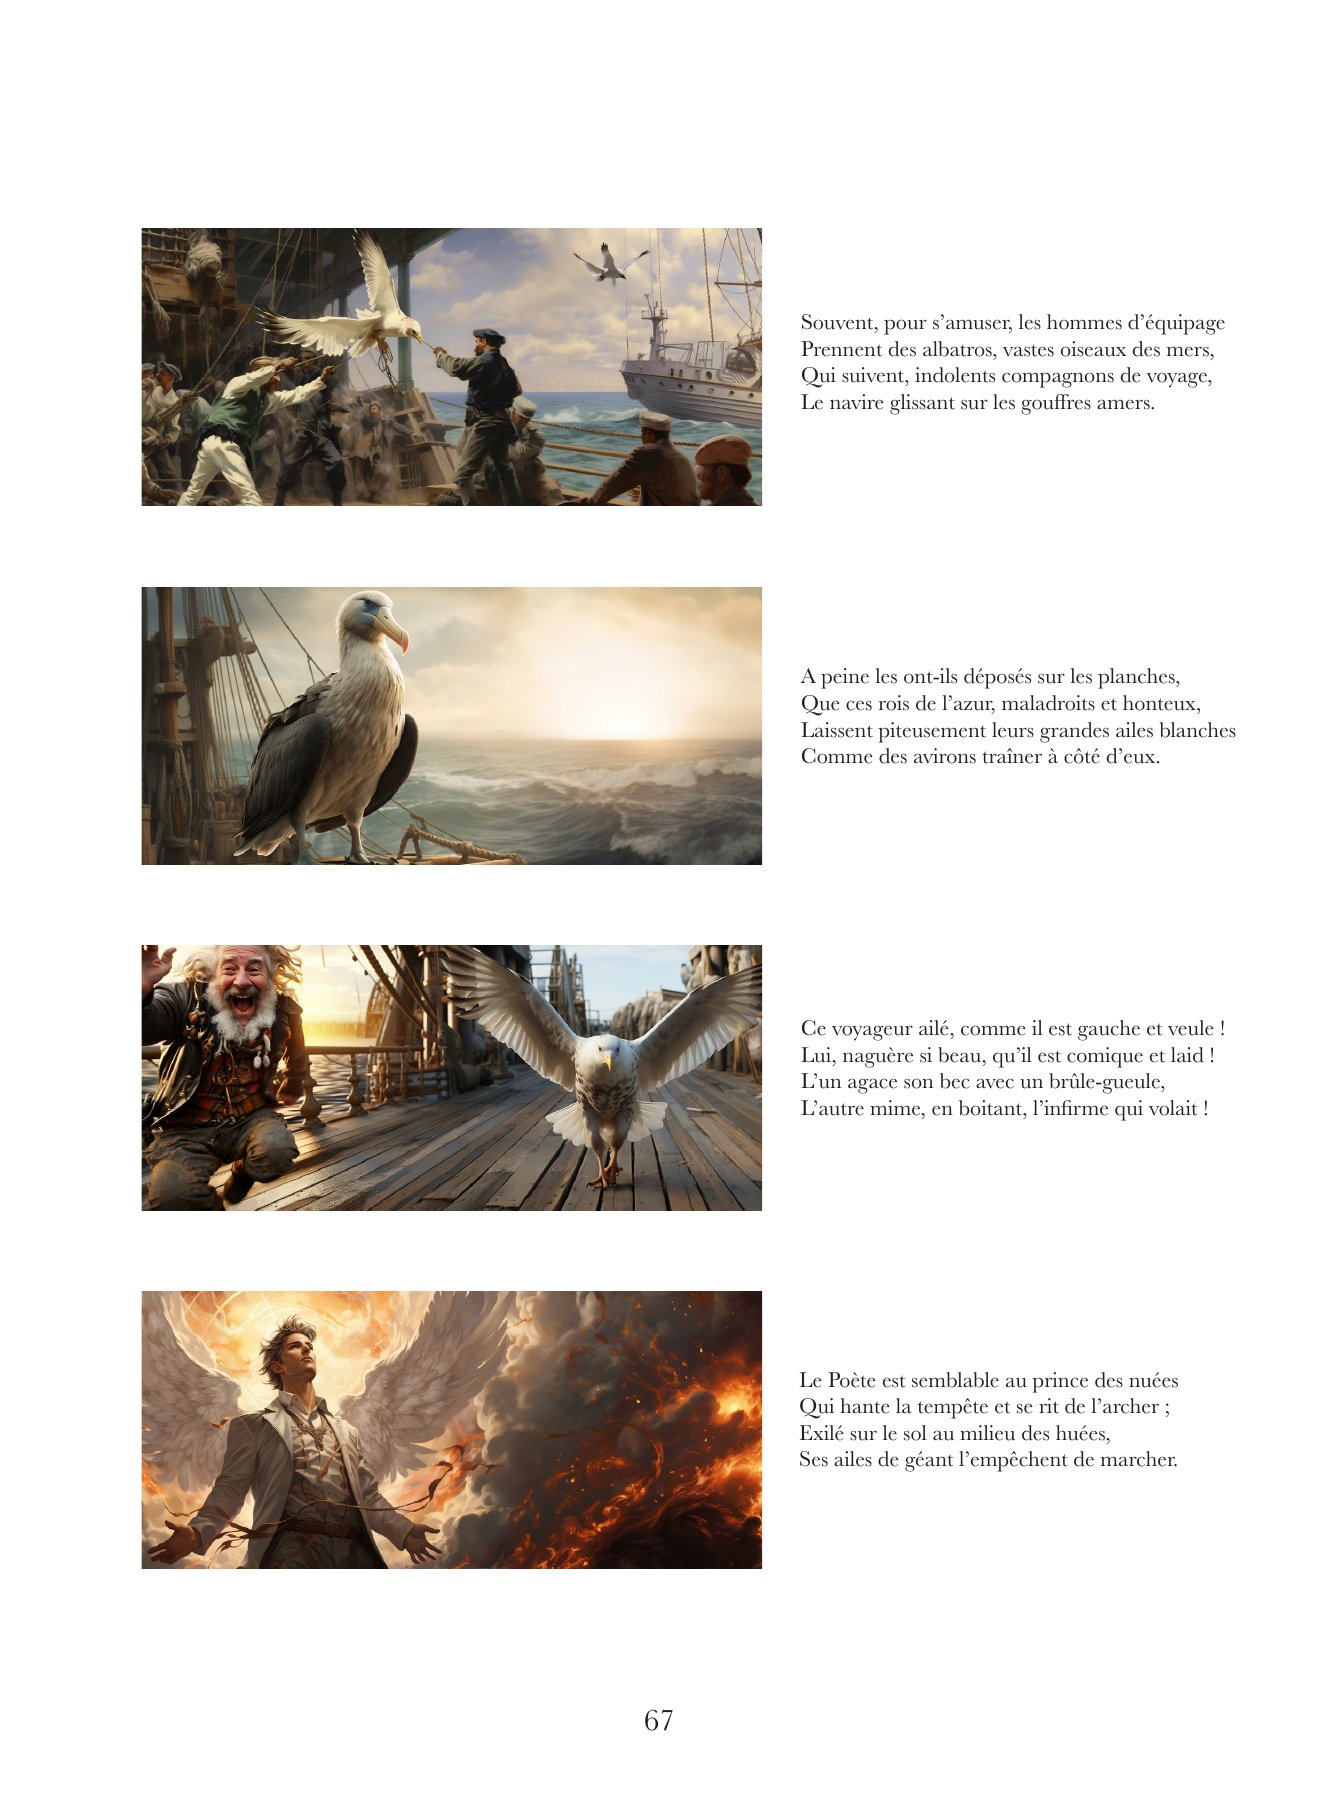 Souvent, pour s’amuser, les hommes d’équipage
Prennent des albatros, vastes oiseaux des mers,
Qui suivent, indolents compagnons de voyage,
Le navire glissant sur les gouffres amers.
A peine les ont-ils déposés sur les planches,
Que ces rois de l’azur, maladroits et honteux,
Laissent piteusement leurs grandes ailes blanches
Comme des avirons traîner à côté d’eux.
Ce voyageur ailé, comme il est gauche et veule !
Lui, naguère si beau, qu’il est comique et laid !
L’un agace son bec avec un brûle-gueule,
L’autre mime, en boitant, l’infirme qui volait !
Le Poète est semblable au prince des nuées
Qui hante la tempête et se rit de l’archer ;
Exilé sur le sol au milieu des huées,
Ses ailes de géant l’empêchent de marcher.
67